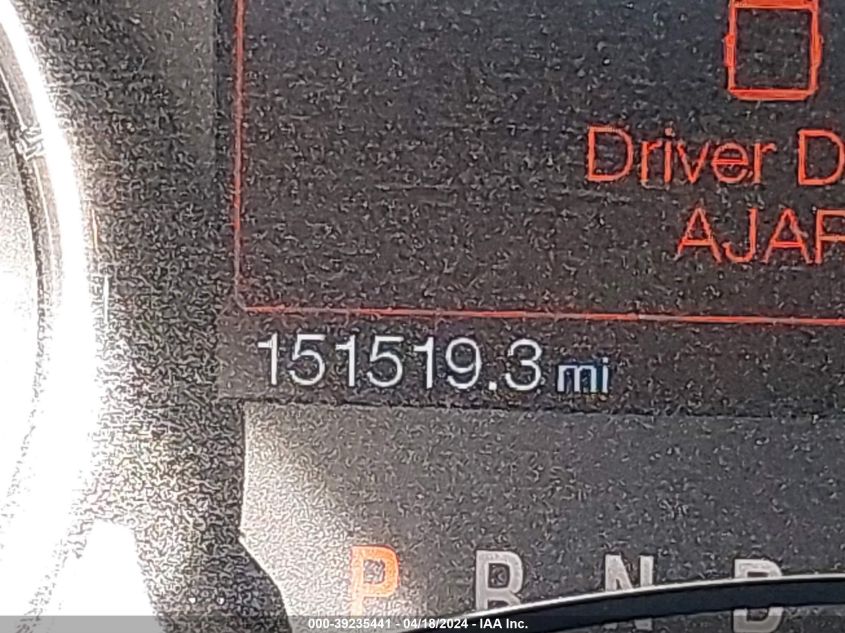 Driver D
AJAR
151519.3 mi
P R N D
000-39235441 - 04/18/2024 - IAA Inc.